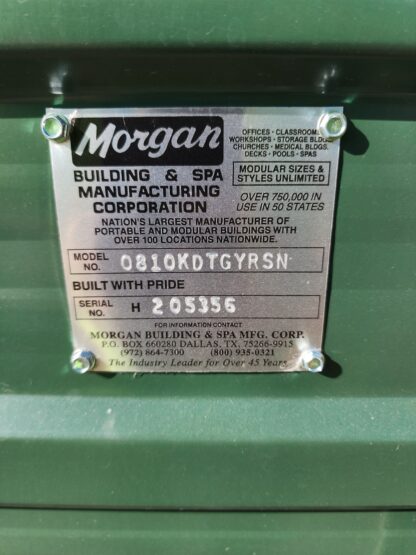 Morgan
OFFICES • CLASSROOMS
WORKSHOPS • STORAGE BLDGS.
CHURCHES • MEDICAL BLDGS.
DECKS • POOLS • SPAS
BUILDING & SPA
MANUFACTURING
CORPORATION
MODULAR SIZES &
STYLES UNLIMITED
OVER 750,000 IN
USE IN 50 STATES
NATION'S LARGEST MANUFACTURER OF
PORTABLE AND MODULAR BUILDINGS WITH
OVER 100 LOCATIONS NATIONWIDE.
MODEL NO. 0810KDTGYRSN
BUILT WITH PRIDE
SERIAL NO. H 205356
FOR INFORMATION CONTACT
MORGAN BUILDING & SPA MFG. CORP.
P.O. BOX 660280 DALLAS, TX, 75266-9915
(972) 864-7300 (800) 935-0321
The Industry Leader for Over 45 Years